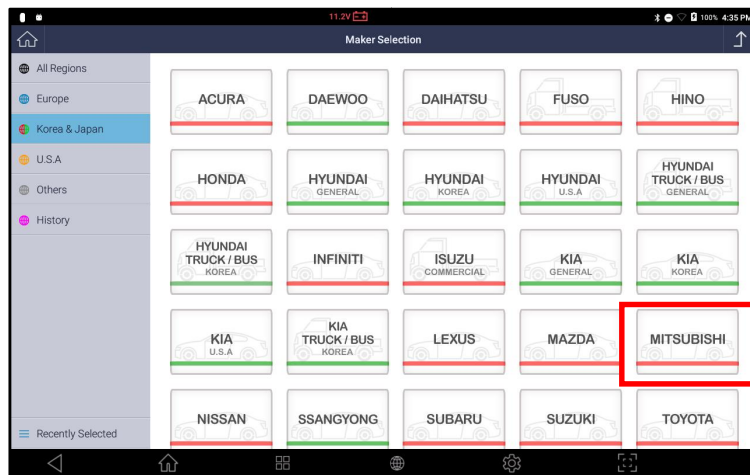 11.2V
100% 4:35 PM
Maker Selection
All Regions
Europe
Korea & Japan
U.S.A
Others
History
Recently Selected
ACURA
DAEWOO
DAIHATSU
FUSO
HINO
HONDA
HYUNDAI
GENERAL
HYUNDAI
KOREA
HYUNDAI
U.S.A
HYUNDAI
TRUCK / BUS
GENERAL
HYUNDAI
TRUCK / BUS
KOREA
INFINITI
ISUZU
COMMERCIAL
KIA
GENERAL
KIA
KOREA
KIA
U.S.A
KIA
TRUCK / BUS
KOREA
LEXUS
MAZDA
MITSUBISHI
NISSAN
SSANGYONG
SUBARU
SUZUKI
TOYOTA